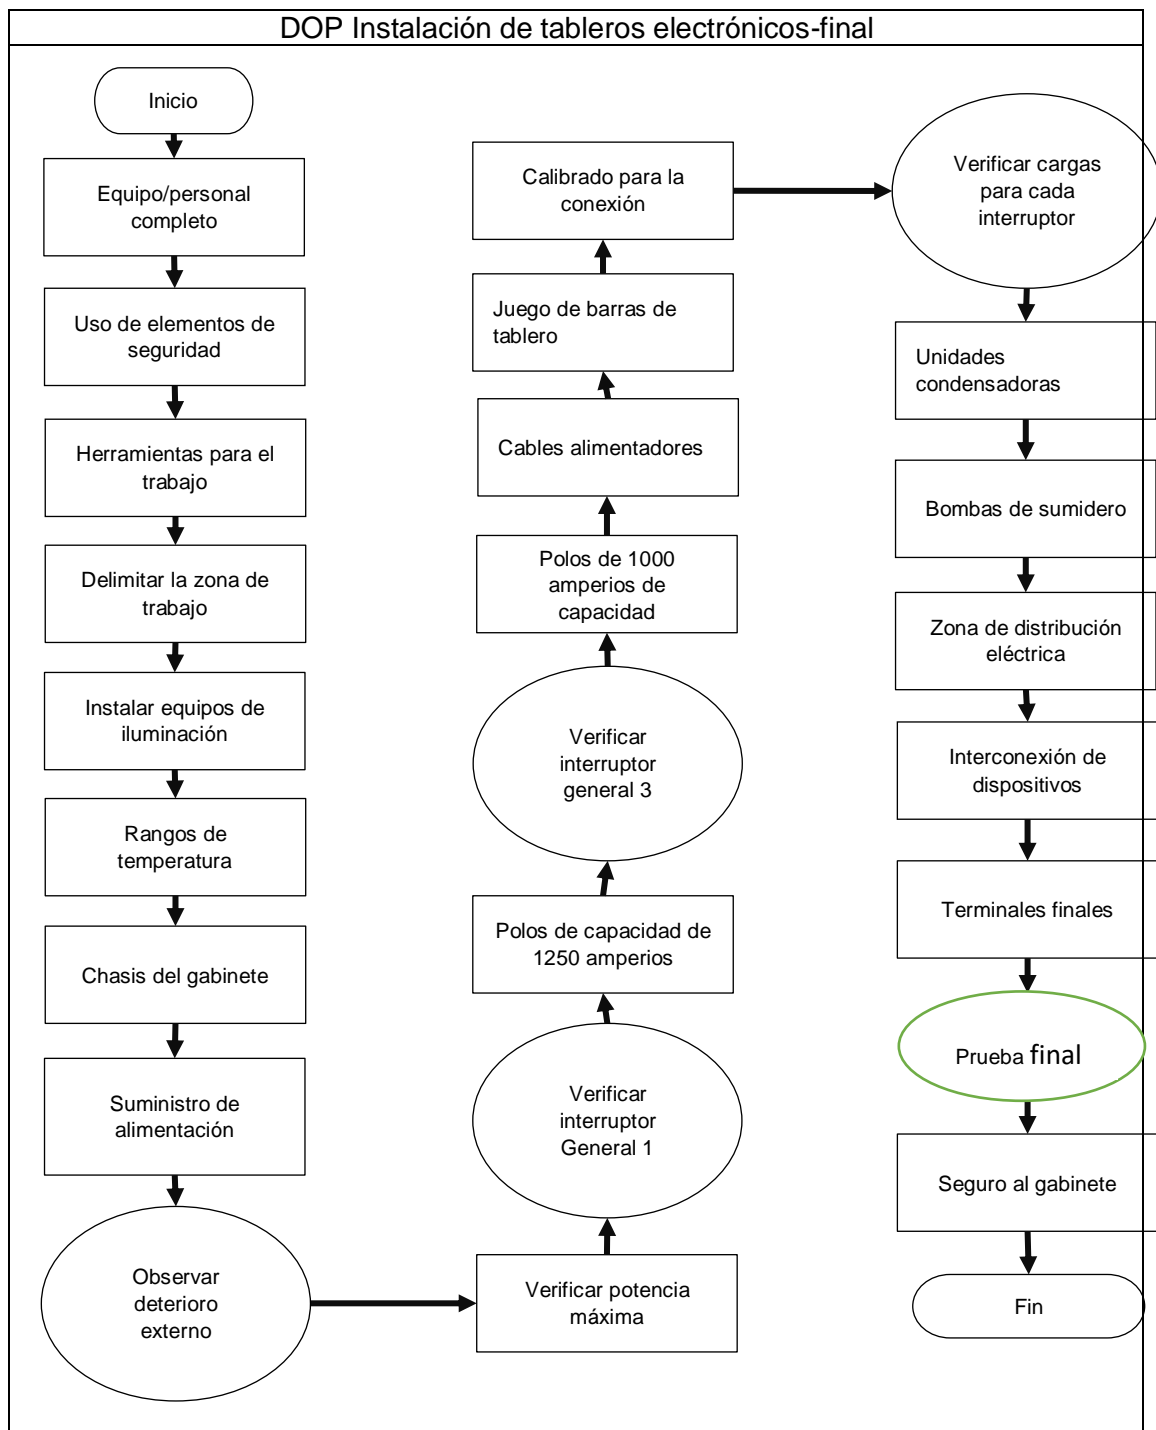 DOP Instalación de tableros electrónicos-final
Inicio
Equipo/personal
completo
Uso de elementos de
seguridad
Herramientas para el
trabajo
Delimitar la zona de
trabajo
Instalar equipos de
iluminación
Rangos de
temperatura
Chasis del gabinete
Suministro de
alimentación
Observar
deterioro
externo
Verificar potencia
máxima
Verificar
interruptor
General 1
Polos de capacidad de
1250 amperios
Verificar
interruptor
general 3
Polos de 1000
amperios de
capacidad
Cables alimentadores
Juego de barras de
tablero
Calibrado para la
conexión
Verificar cargas
para cada
interruptor
Unidades
condensadoras
Bombas de sumidero
Zona de distribución
eléctrica
Interconexión de
dispositivos
Terminales finales
Prueba final
Seguro al gabinete
Fin